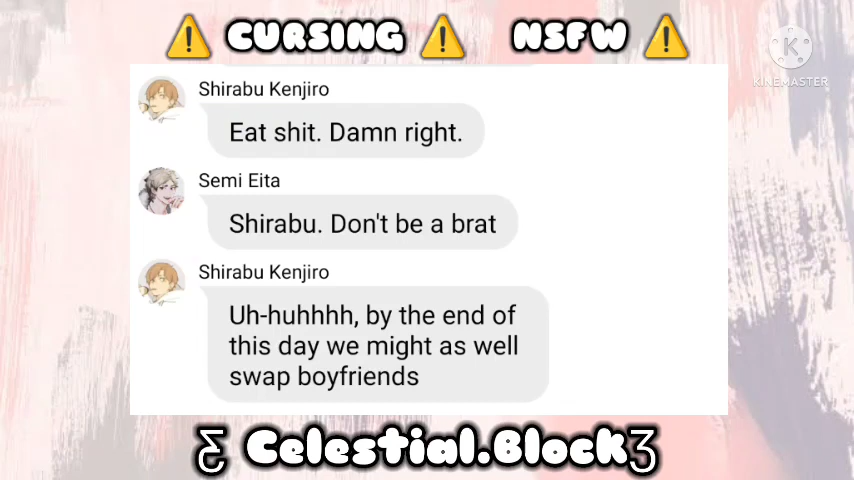 ⚠️ CURSING ⚠️ NSFW ⚠️
KINEMASTER
Shirabu Kenjiro
Eat shit. Damn right.
Semi Eita
Shirabu. Don't be a brat
Shirabu Kenjiro
Uh-huhhhh, by the end of
this day we might as well
swap boyfriends
Ƹ Celestial.BlockƷ